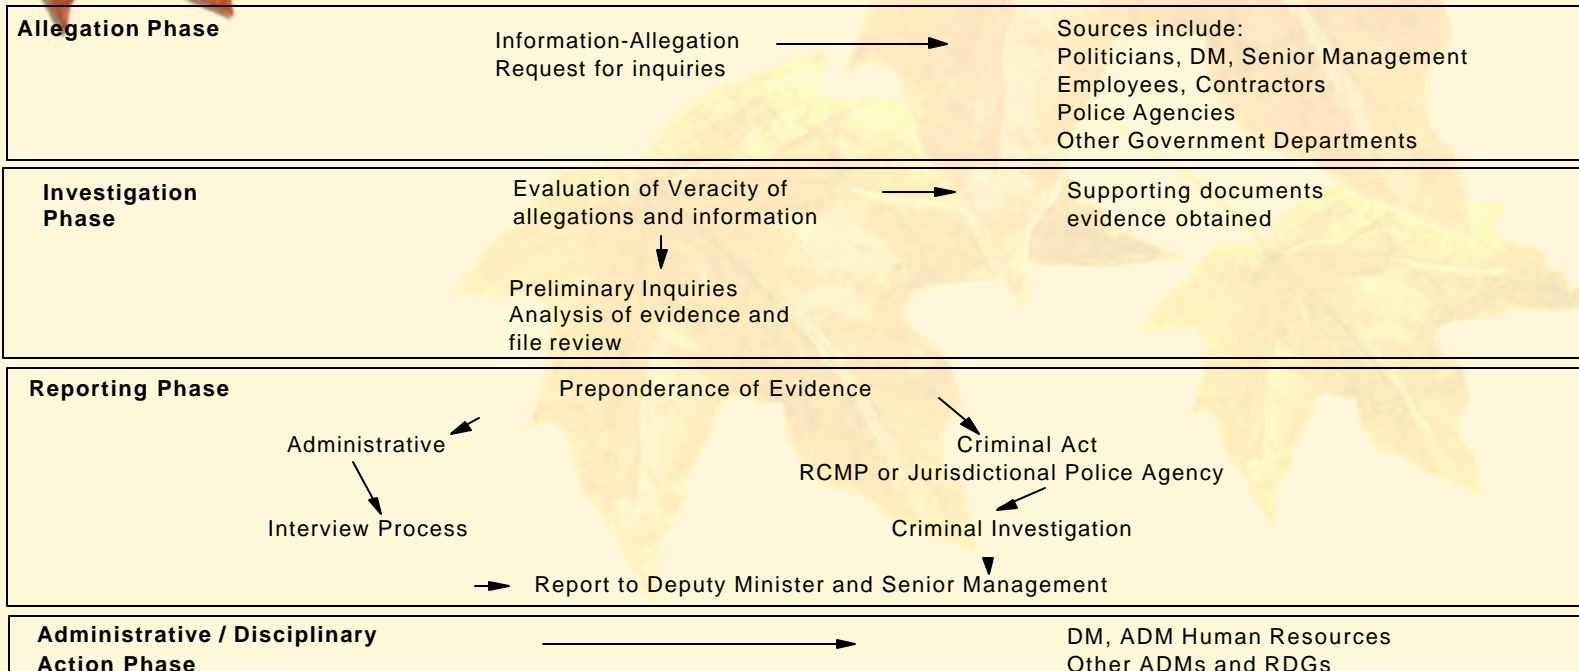 Allegation Phase
Information-Allegation
Request for inquiries
Sources include:
Politicians, DM, Senior Management
Employees, Contractors
Police Agencies
Other Government Departments
Investigation
Phase
Evaluation of Veracity of
allegations and information
Supporting documents
evidence obtained
Preliminary Inquiries
Analysis of evidence and
file review
Reporting Phase
Preponderance of Evidence
Administrative
Criminal Act
RCMP or Jurisdictional Police Agency
Interview Process
Criminal Investigation
Report to Deputy Minister and Senior Management
Administrative / Disciplinary
Action Phase
DM, ADM Human Resources
Other ADMs and RDGs